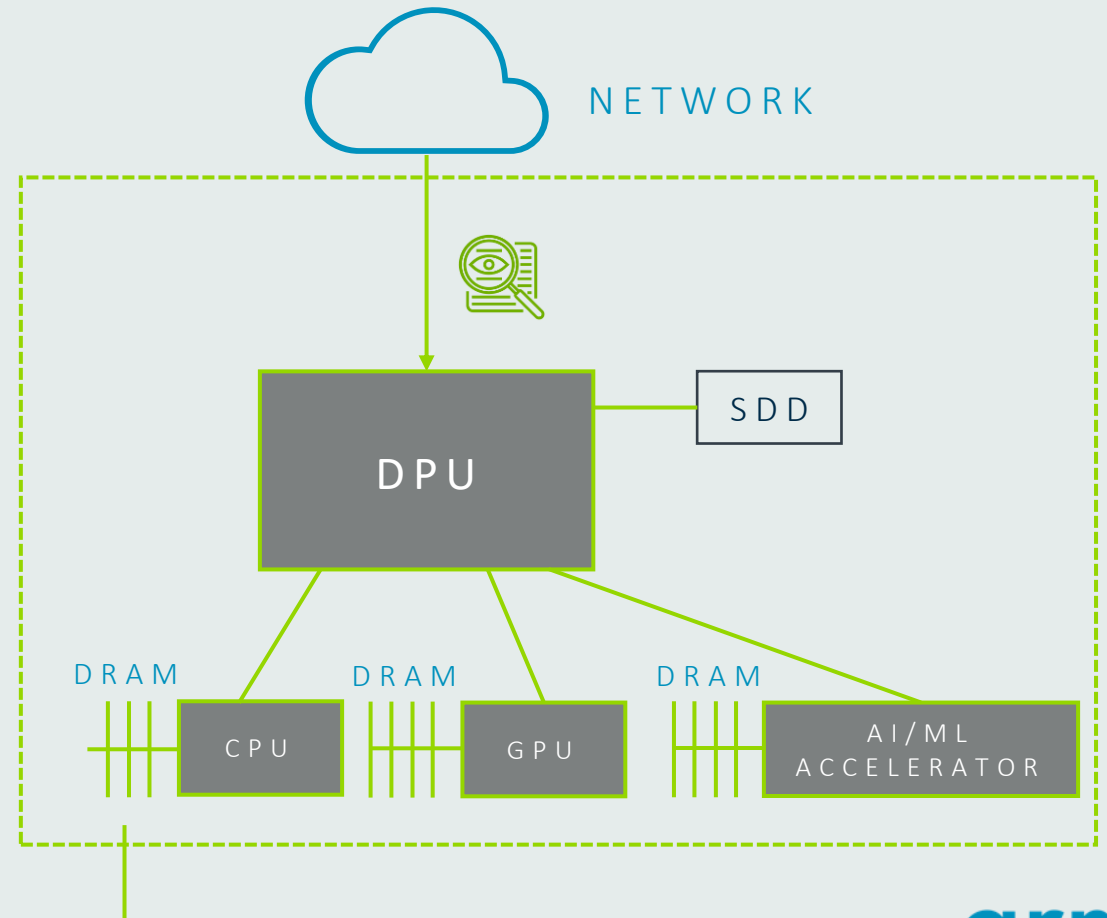 NETWORK
SDD
DPU
DRAM
DRAM
DRAM
CPU
GPU
AI/ML
ACCELERATOR